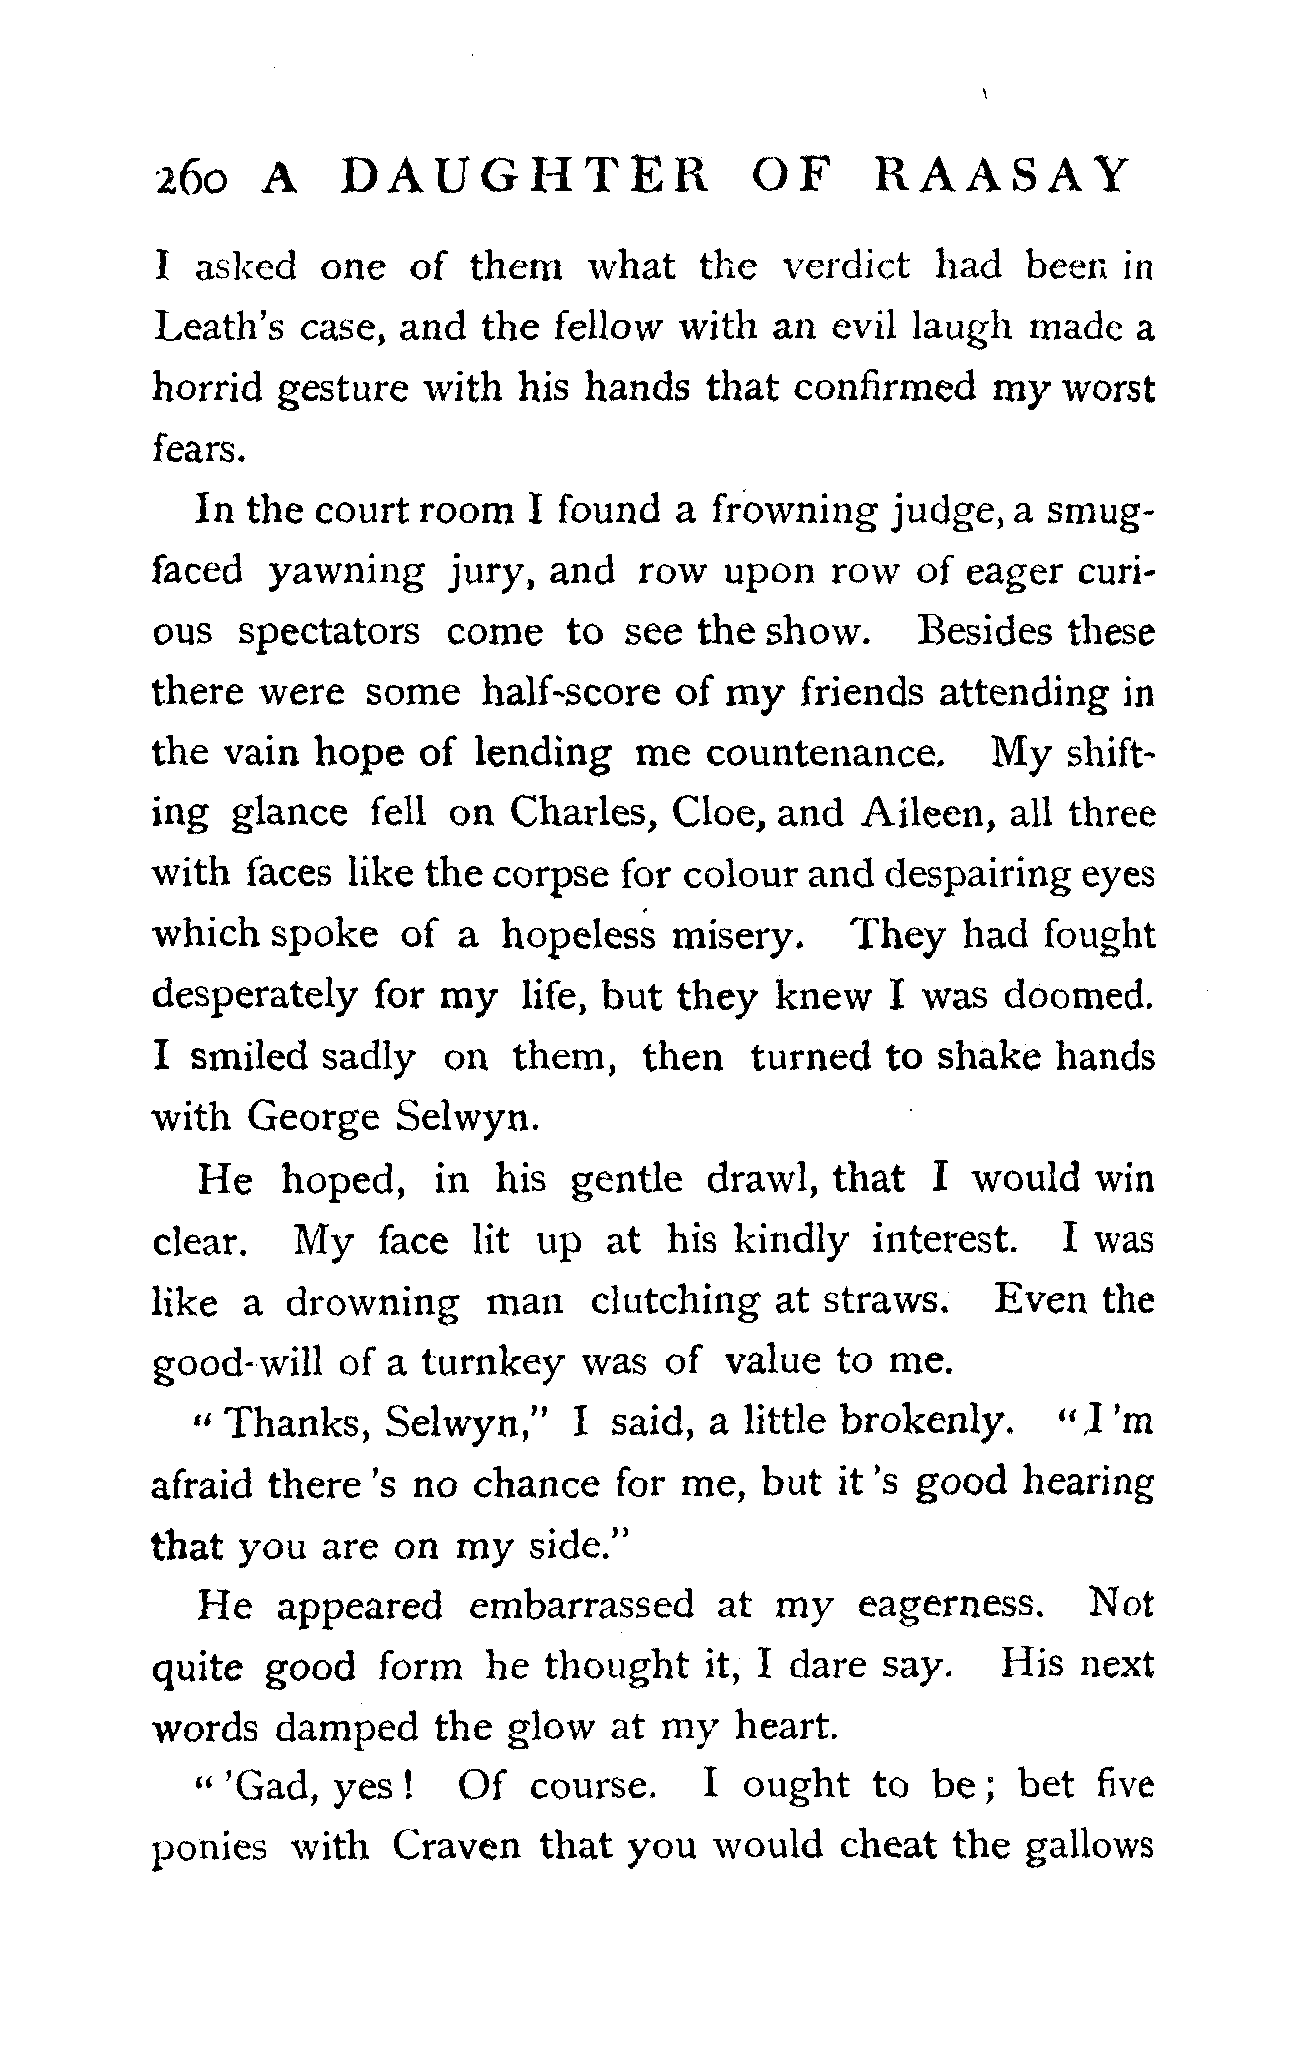 260 A DAUGHTER OF RAASAY
I asked one of them what the verdict had been in
Leath's case, and the fellow with an evil laugh made a
horrid gesture with his hands that confirmed my worst
fears.
In the court room I found a frowning judge, a smug-
faced yawning jury, and row upon row of eager curi-
ous spectators come to see the show. Besides these
there were some half-score of my friends attending in
the vain hope of lending me countenance. My shift-
ing glance fell on Charles, Cloe, and Aileen, all three
with faces like the corpse for colour and despairing eyes
which spoke of a hopeless misery. They had fought
desperately for my life, but they knew I was doomed.
I smiled sadly on them, then turned to shake hands
with George Selwyn.
He hoped, in his gentle drawl, that I would win
clear. My face lit up at his kindly interest. I was
like a drowning man clutching at straws. Even the
good-will of a turnkey was of value to me.
"Thanks, Selwyn," I said, a little brokenly. "I 'm
afraid there 's no chance for me, but it 's good hearing
that you are on my side."
He appeared embarrassed at my eagerness. Not
quite good form he thought it, I dare say. His next
words damped the glow at my heart.
"'Gad, yes! Of course. I ought to be; bet five
ponies with Craven that you would cheat the gallows